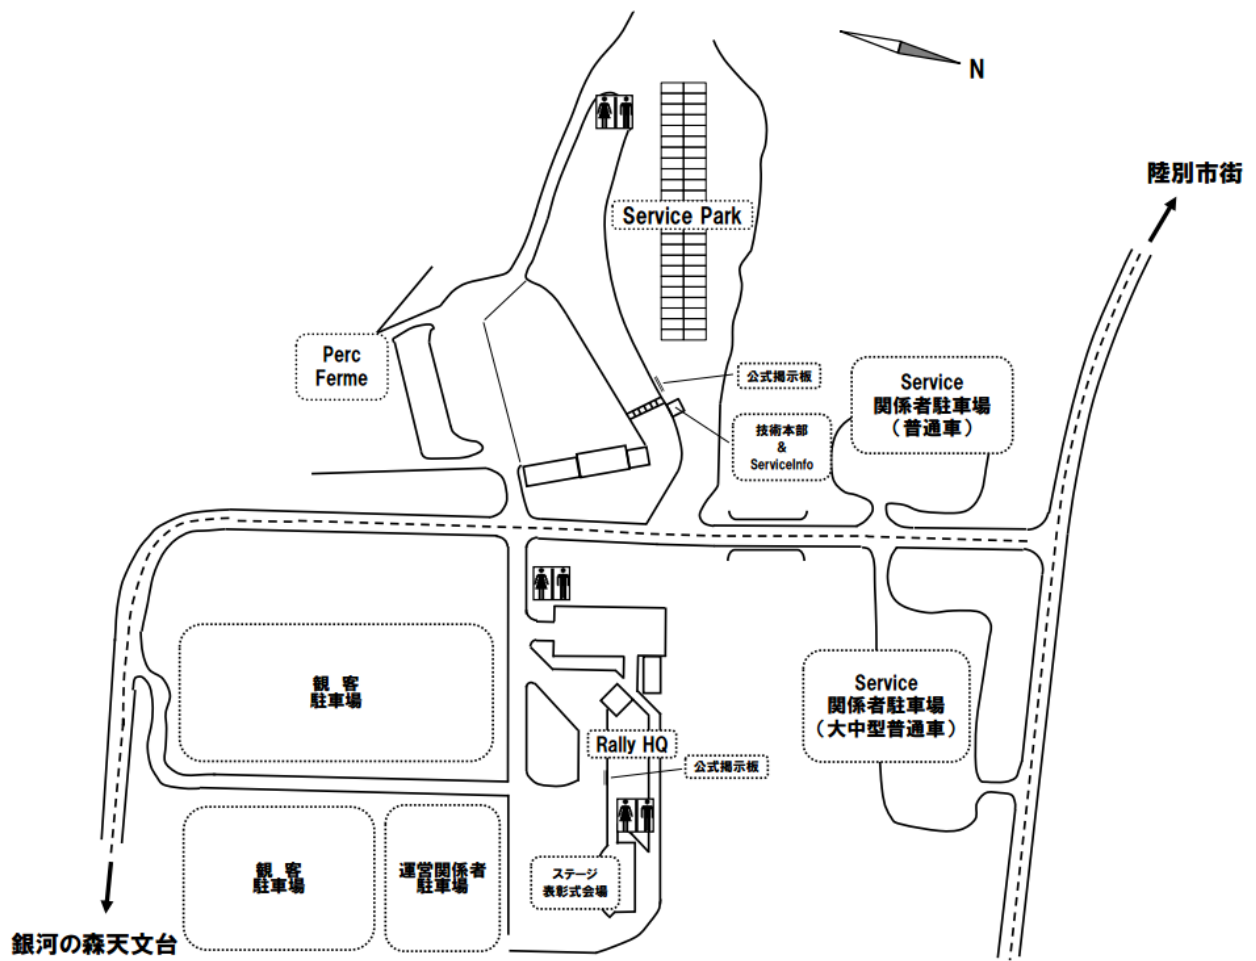 N
陸別市街
Service Park
Perc
Ferme
公式掲示板
Service
関係者駐車場
（普通車）
技術本部
&
ServiceInfo
観 客
駐車場
Service
関係者駐車場
（大中型普通車）
Rally HQ
公式掲示板
観 客
駐車場
運営関係者
駐車場
ステージ
表彰式会場
銀河の森天文台